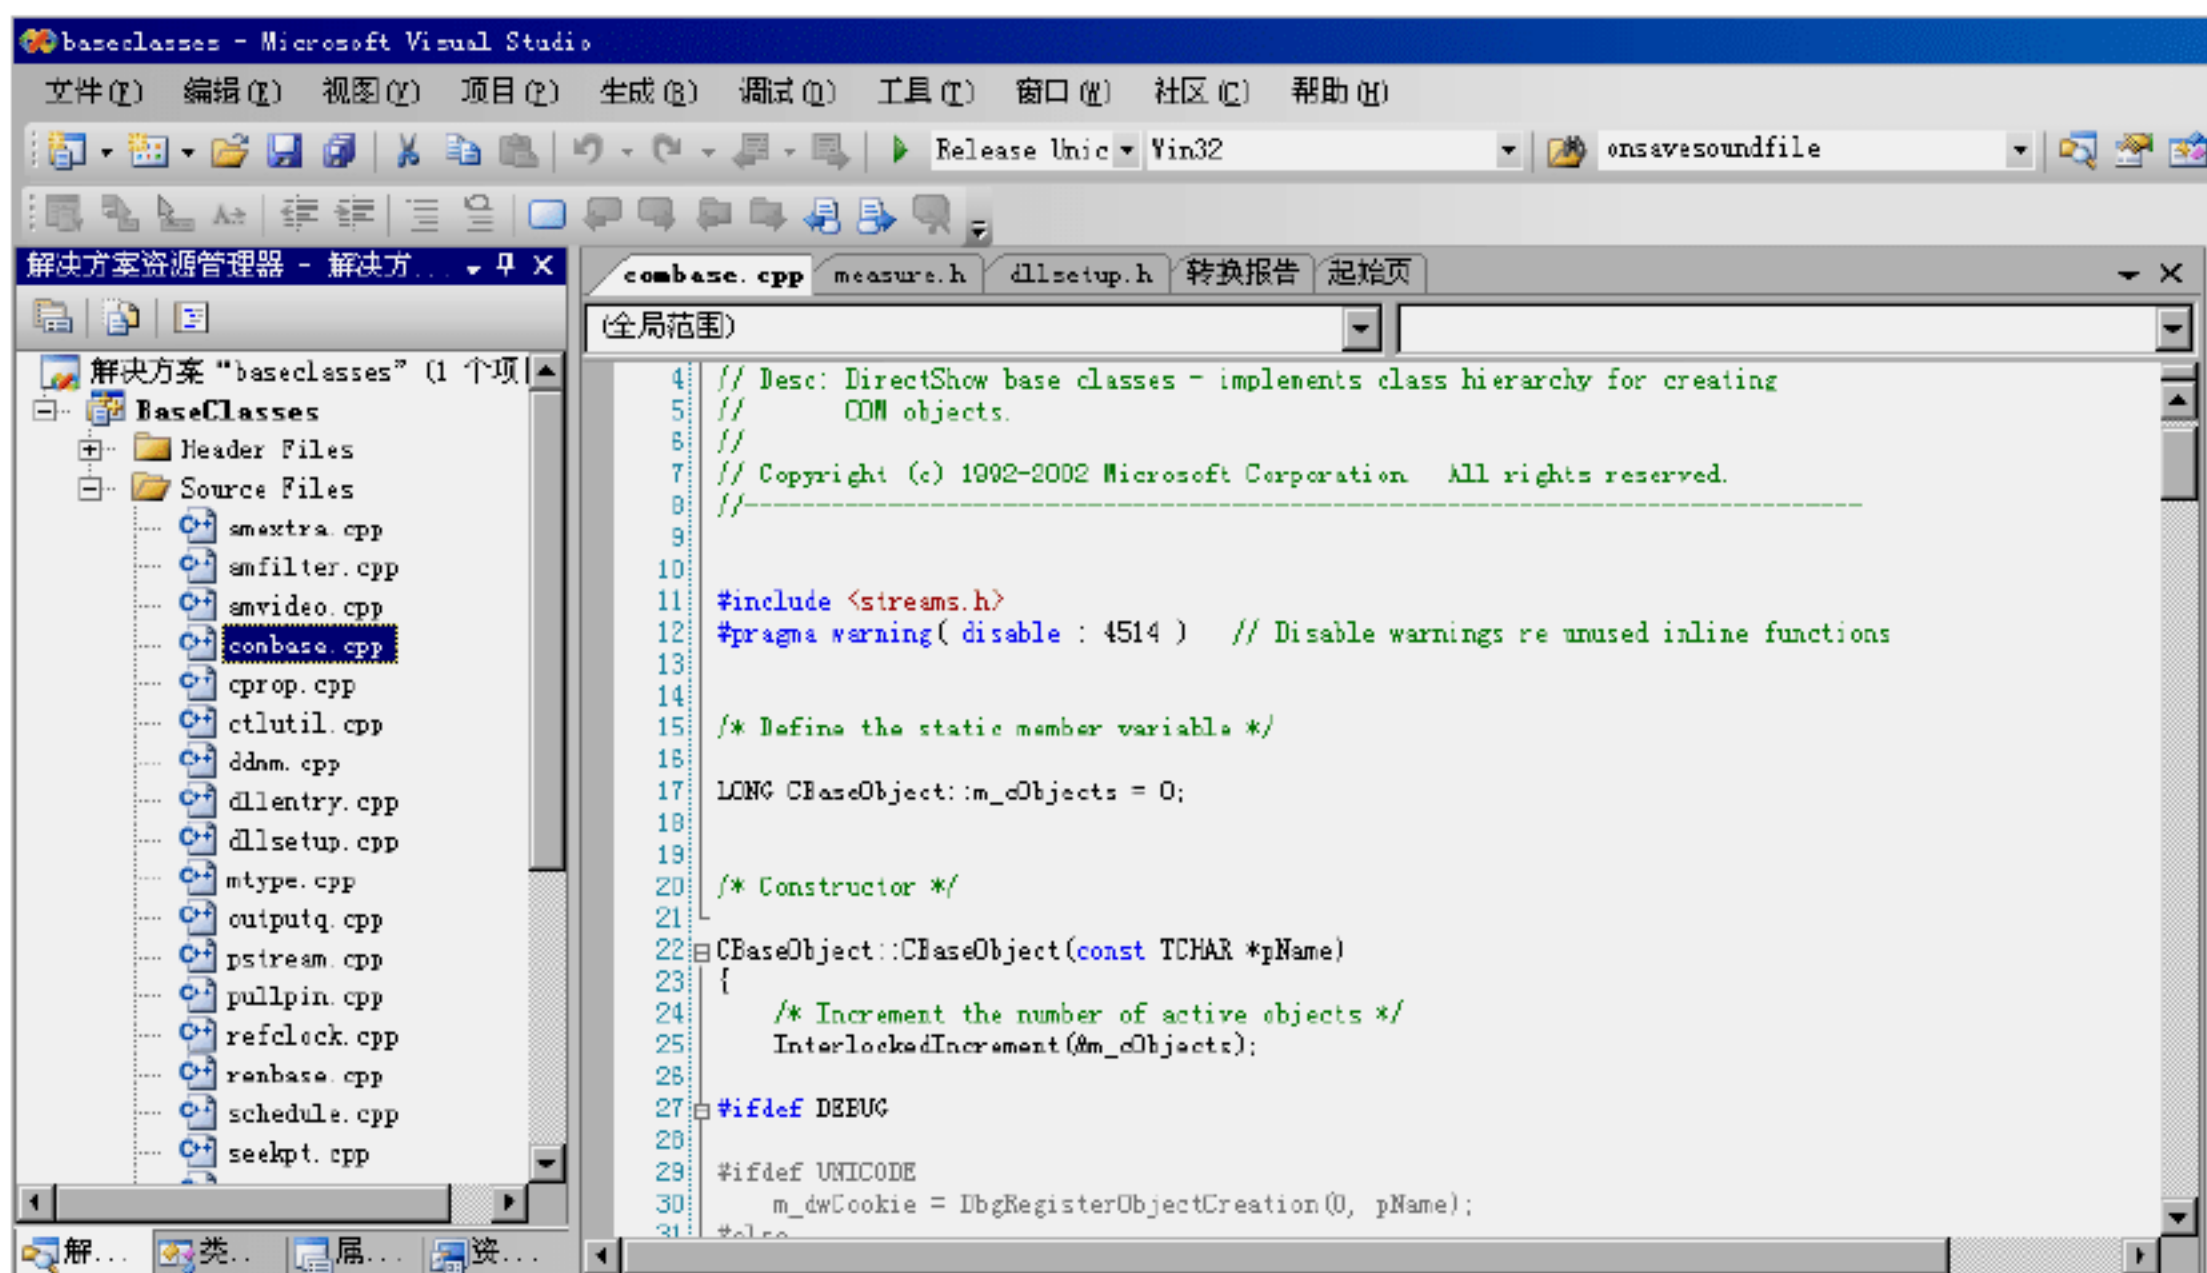 baseclasses - Microsoft Visual Studio
文件(F) 编辑(E) 视图(V) 项目(P) 生成(B) 调试(D) 工具(T) 窗口(W) 社区(C) 帮助(H)
Release Unic Win32 onsavesoundfile
解决方案资源管理器 - 解决方...
combase.cpp measure.h dllsetup.h 转换报告 起始页
(全局范围)
解决方案 “baseclasses” (1 个项
BaseClasses
Header Files
Source Files
amextra.cpp
amfilter.cpp
amvideo.cpp
combase.cpp
cprop.cpp
ctlutil.cpp
ddmm.cpp
dllentry.cpp
dllsetup.cpp
mtype.cpp
outputq.cpp
pstream.cpp
pullpin.cpp
refclock.cpp
renbase.cpp
schedule.cpp
seekpt.cpp
解... 类.. 属... 资...
4 // Desc: DirectShow base classes - implements class hierarchy for creating
5 // COM objects.
6 //
7 // Copyright (c) 1992-2002 Microsoft Corporation. All rights reserved.
8 //------------------------------------------------------------------------------
9
10
11 #include <streams.h>
12 #pragma warning( disable : 4514 ) // Disable warnings re unused inline functions
13
14
15 /* Define the static member variable */
16
17 LONG CBaseObject::m_cObjects = 0;
18
19
20 /* Constructor */
21
22 CBaseObject::CBaseObject(const TCHAR *pName)
23 {
24 /* Increment the number of active objects */
25 InterlockedIncrement(&m_cObjects);
26
27 #ifdef DEBUG
28
29 #ifdef UNICODE
30 m_dwCookie = DbgRegisterObjectCreation(0, pName);
31 #else